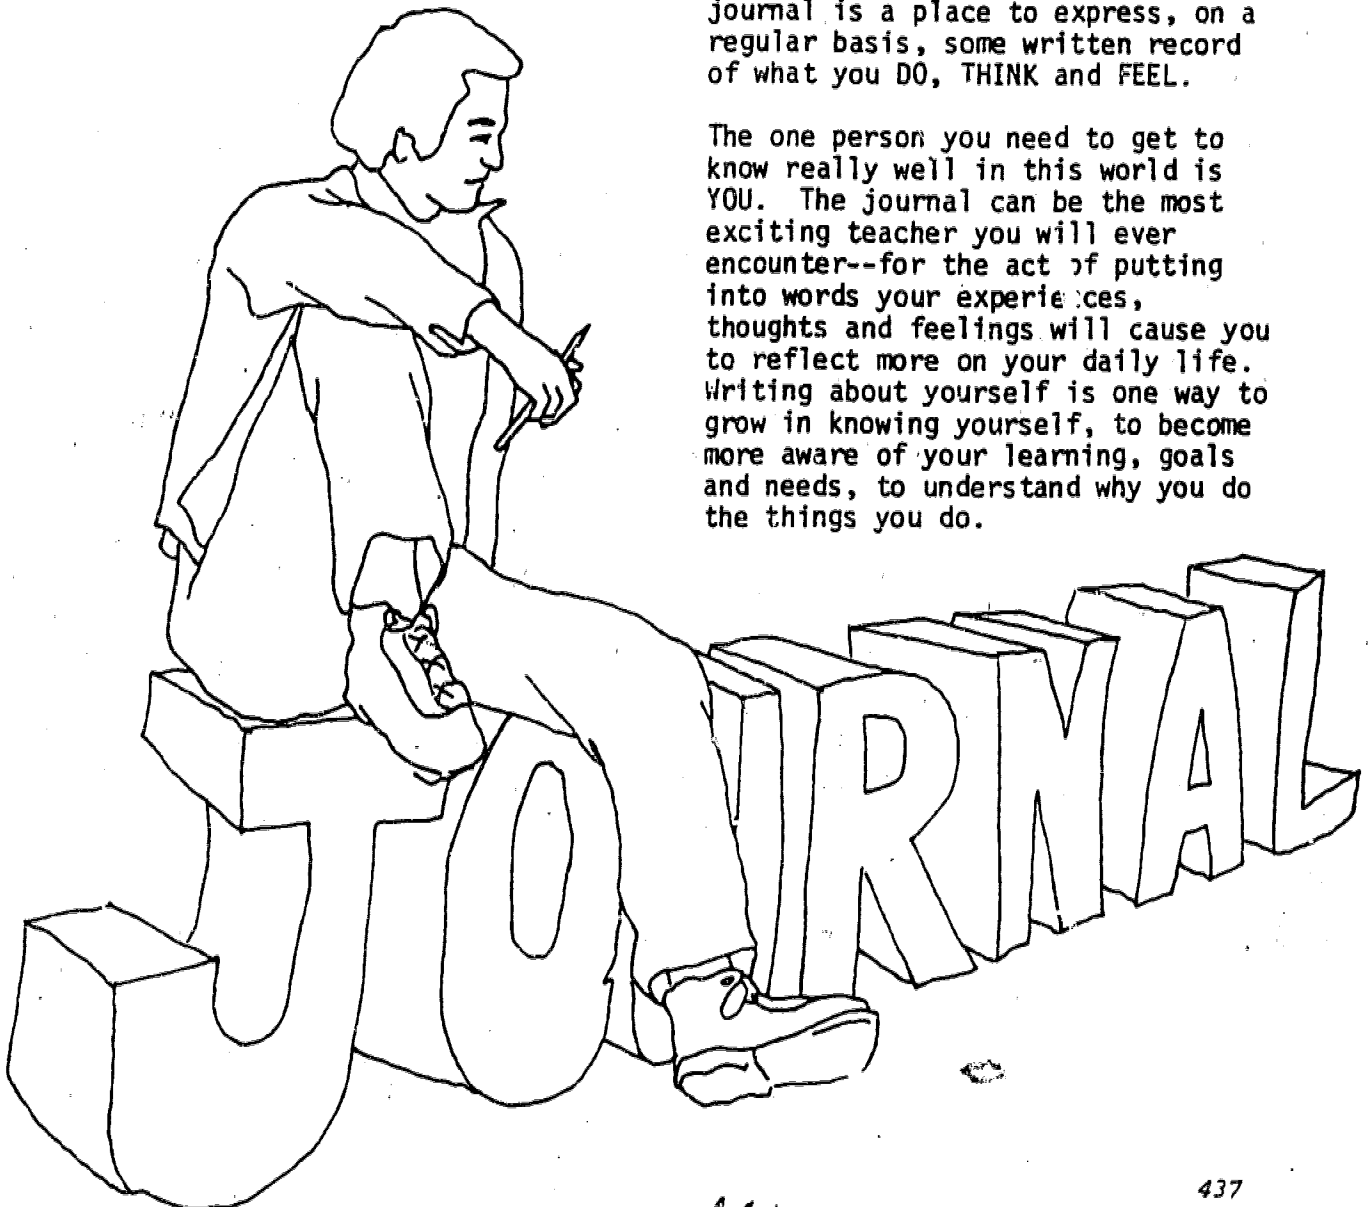 journal is a place to express, on a
regular basis, some written record
of what you DO, THINK and FEEL.
The one person you need to get to
know really well in this world is
YOU. The journal can be the most
exciting teacher you will ever
encounter--for the act of putting
into words your experiences,
thoughts and feelings will cause you
to reflect more on your daily life.
Writing about yourself is one way to
grow in knowing yourself, to become
more aware of your learning, goals
and needs, to understand why you do
the things you do.
JOURNAL
437